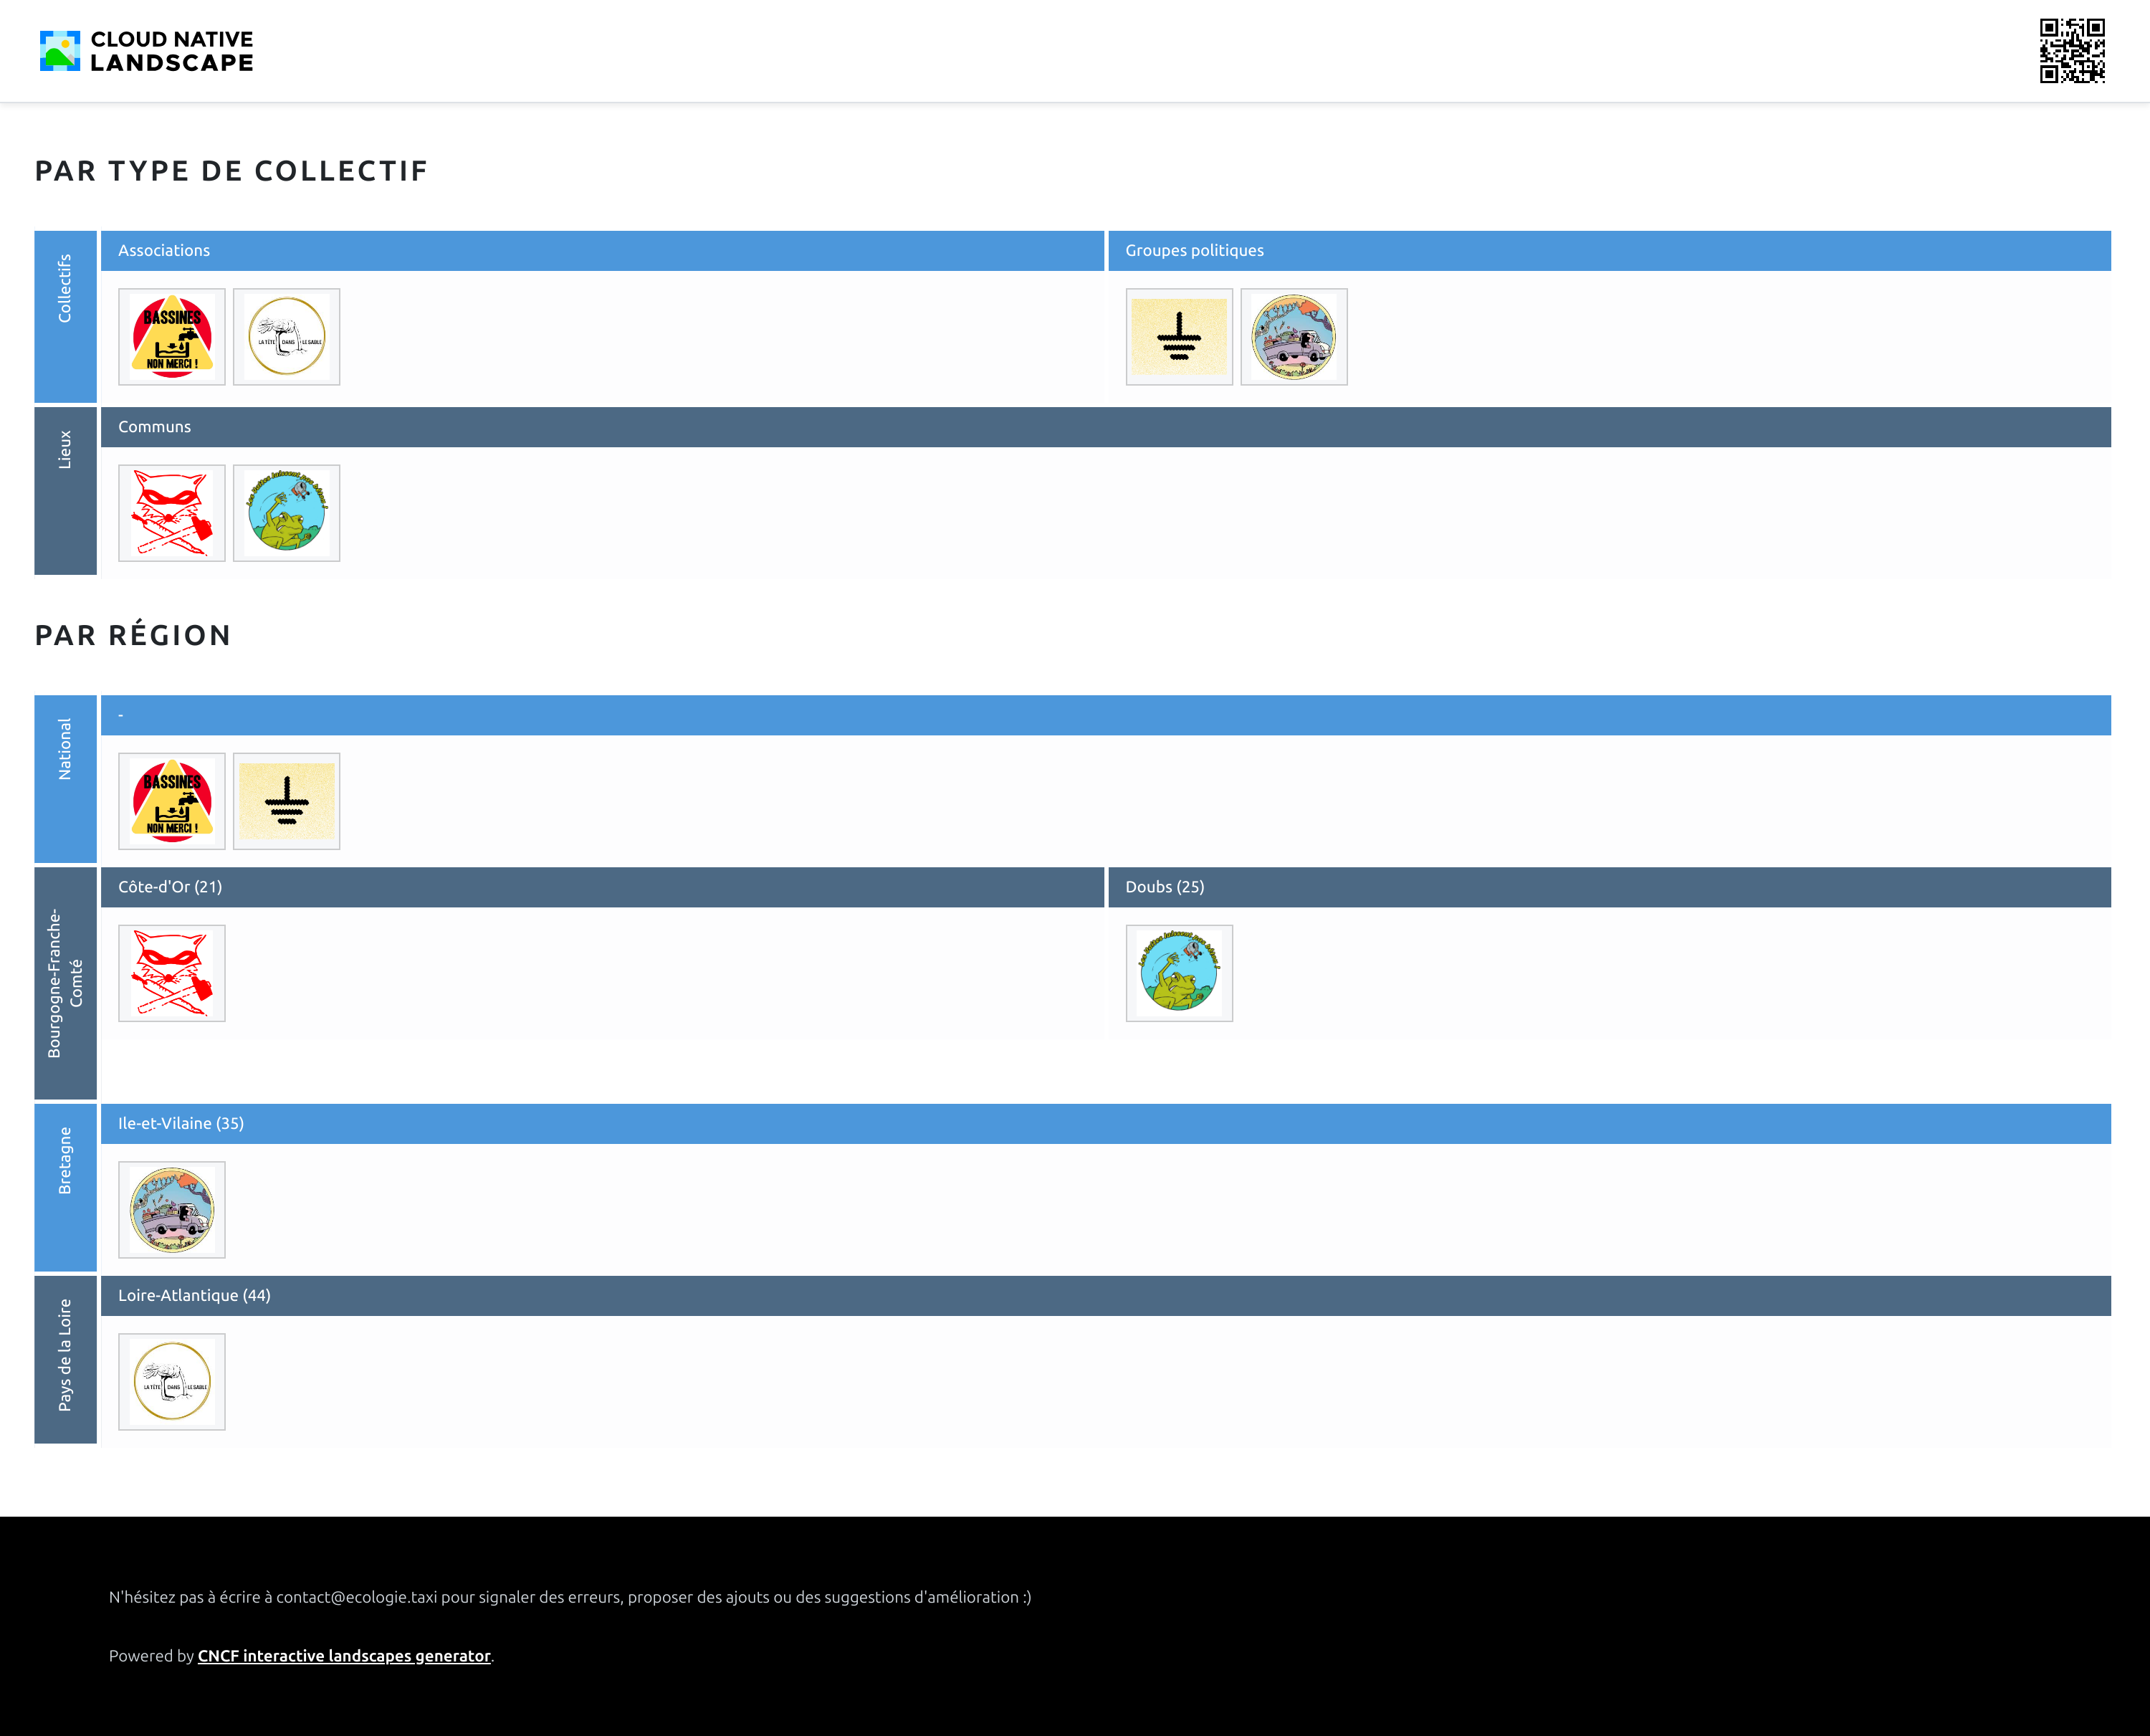 CLOUD NATIVE
LANDSCAPE
PAR TYPE DE COLLECTIF
Collectifs
Associations
Groupes politiques
BASSINES
NON MERCI !
LA TÊTE DANS LE SABLE
Lieux
Communs
PAR RÉGION
National
-
BASSINES
NON MERCI !
Bourgogne-Franche-
Comté
Côte-d'Or (21)
Doubs (25)
Bretagne
Ile-et-Vilaine (35)
Pays de la Loire
Loire-Atlantique (44)
LA TÊTE DANS LE SABLE
N'hésitez pas à écrire à contact@ecologie.taxi pour signaler des erreurs, proposer des ajouts ou des suggestions d'amélioration :)
Powered by CNCF interactive landscapes generator.